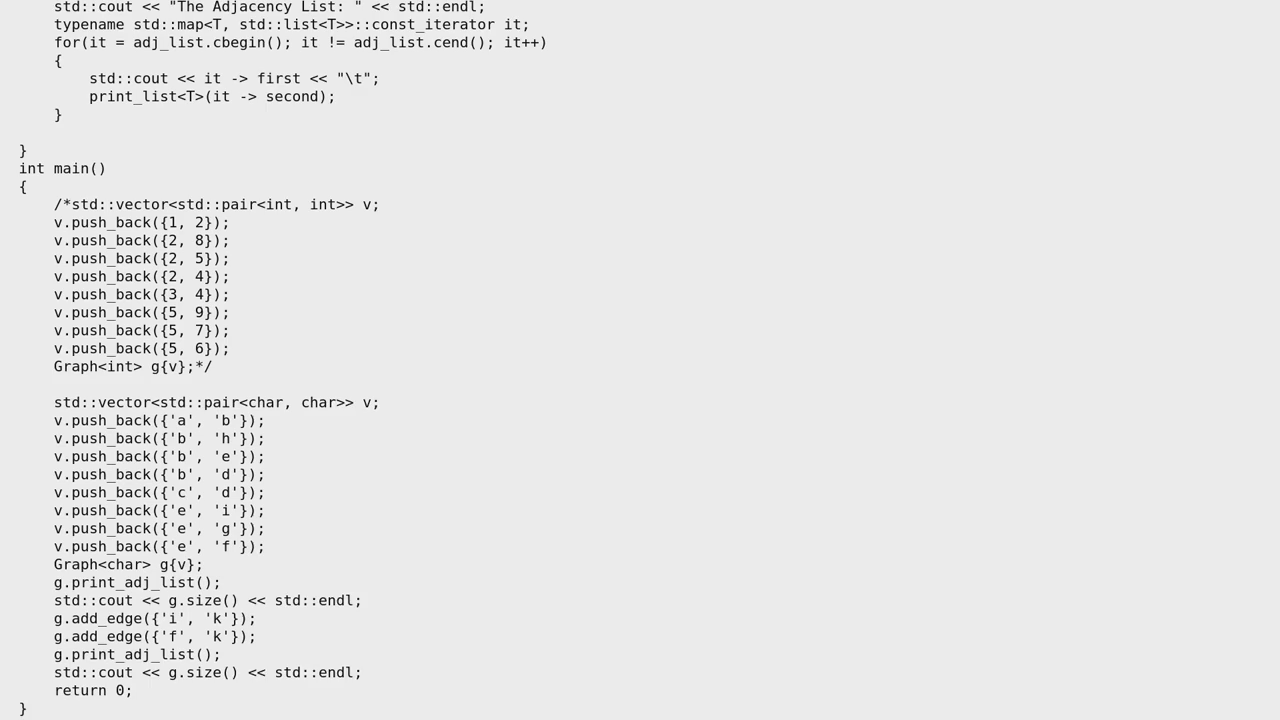 std::cout << "The Adjacency List: " << std::endl;
    typename std::map<T, std::list<T>>::const_iterator it;
    for(it = adj_list.cbegin(); it != adj_list.cend(); it++)
    {
        std::cout << it -> first << "\t";
        print_list<T>(it -> second);
    }

}
int main()
{
    /*std::vector<std::pair<int, int>> v;
    v.push_back({1, 2});
    v.push_back({2, 8});
    v.push_back({2, 5});
    v.push_back({2, 4});
    v.push_back({3, 4});
    v.push_back({5, 9});
    v.push_back({5, 7});
    v.push_back({5, 6});
    Graph<int> g{v};*/

    std::vector<std::pair<char, char>> v;
    v.push_back({'a', 'b'});
    v.push_back({'b', 'h'});
    v.push_back({'b', 'e'});
    v.push_back({'b', 'd'});
    v.push_back({'c', 'd'});
    v.push_back({'e', 'i'});
    v.push_back({'e', 'g'});
    v.push_back({'e', 'f'});
    Graph<char> g{v};
    g.print_adj_list();
    std::cout << g.size() << std::endl;
    g.add_edge({'i', 'k'});
    g.add_edge({'f', 'k'});
    g.print_adj_list();
    std::cout << g.size() << std::endl;
    return 0;
}